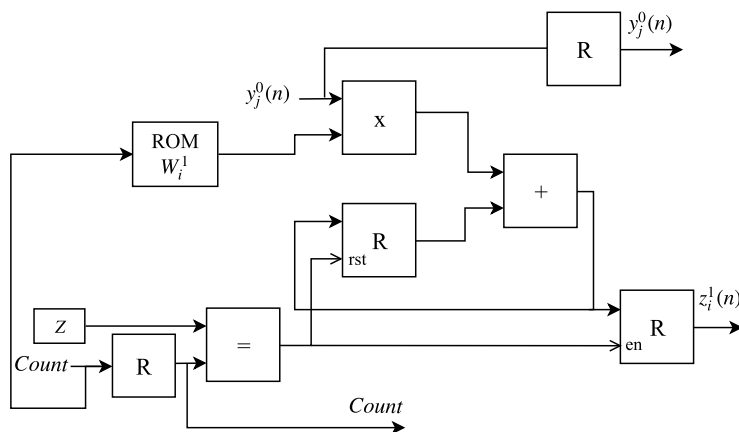 y_j^0(n)
R
y_j^0(n)
x
ROM
W_i^1
+
R
rst
z_i^1(n)
R
en
Z
=
Count
R
Count